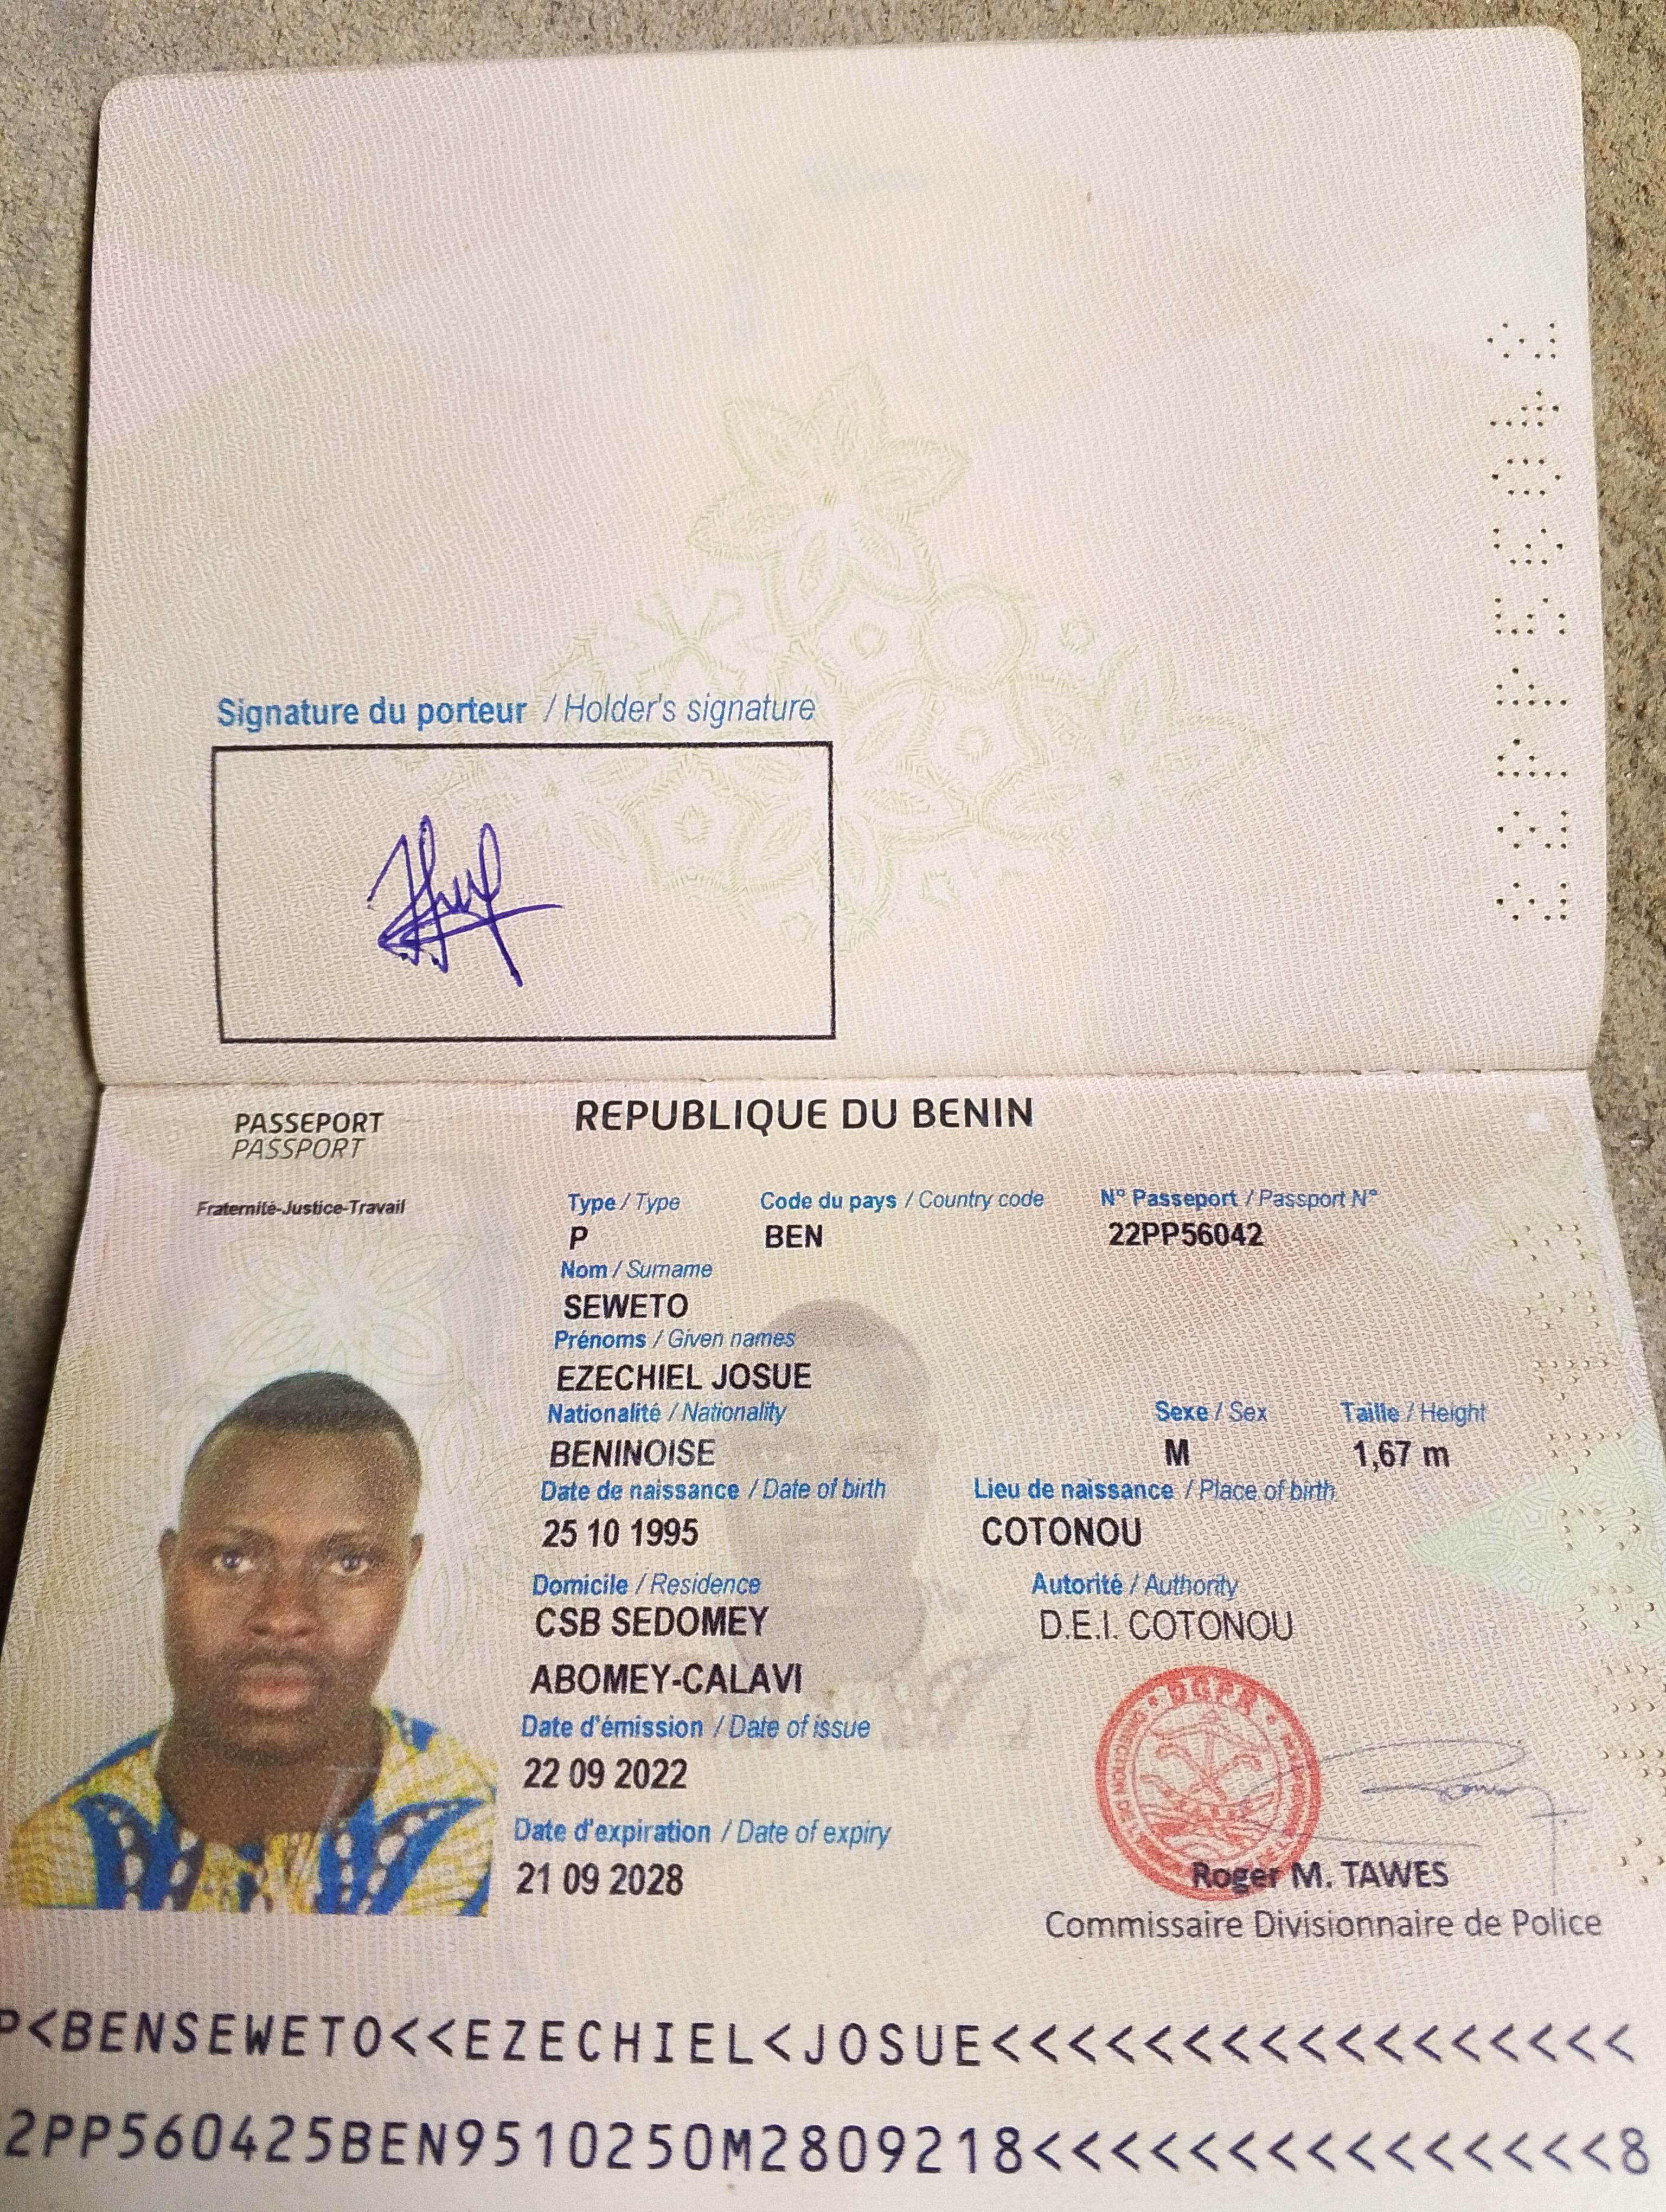 Signature du porteur / Holder's signature
PASSEPORT
PASSPORT
REPUBLIQUE DU BENIN
Fraternité-Justice-Travail
Type / Type Code du pays / Country code N° Passeport / Passport N°
P BEN 22PP56042
Nom / Surname
SEWETO
Prénoms / Given names
EZECHIEL JOSUE
Nationalité / Nationality Sexe / Sex Taille / Height
BENINOISE M 1,67 m
Date de naissance / Date of birth Lieu de naissance / Place of birth
25 10 1995 COTONOU
Domicile / Residence Autorité / Authority
CSB SEDOMEY D.E.I. COTONOU
ABOMEY-CALAVI
Date d'émission / Date of issue
22 09 2022
Date d'expiration / Date of expiry
21 09 2028
DGPR
Roger M. TAWES
Commissaire Divisionnaire de Police
P<BENSEWETO<<EZECHIEL<JOSUE<<<<<<<<<<<<<<<<<
2PP560425BEN9510250M2809218<<<<<<<<<<<<<<<8